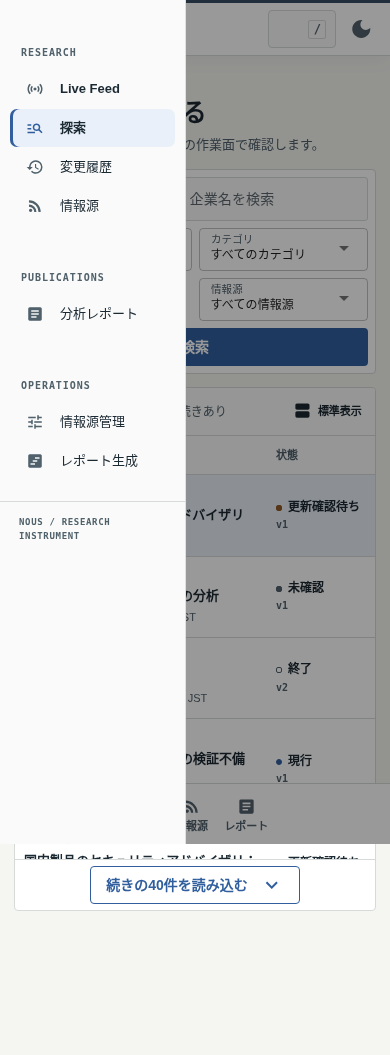 RESEARCH
Live Feed
探索
変更履歴
情報源
PUBLICATIONS
分析レポート
OPERATIONS
情報源管理
レポート生成
NOUS / RESEARCH
INSTRUMENT
/
る
の作業面で確認します。
企業名を検索
カテゴリ
すべてのカテゴリ
情報源
すべての情報源
検索
続きあり
標準表示
状態
ドバイザリ
更新確認待ち
v1
の分析
未確認
v1
ST
終了
v2
JST
の検証不備
現行
v1
報源
レポート
続きの40件を読み込む